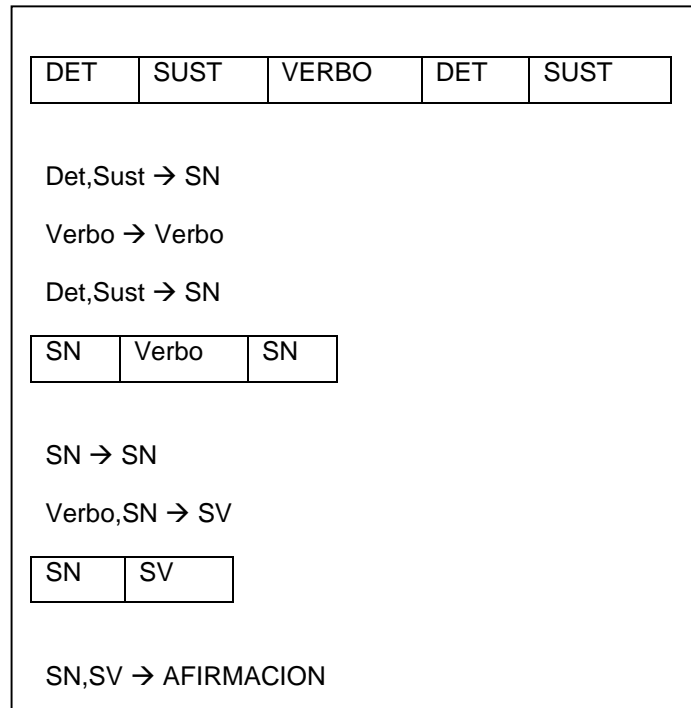 DET SUST VERBO DET SUST
Det,Sust → SN
Verbo → Verbo
Det,Sust → SN
SN Verbo SN
SN → SN
Verbo,SN → SV
SN SV
SN,SV → AFIRMACION